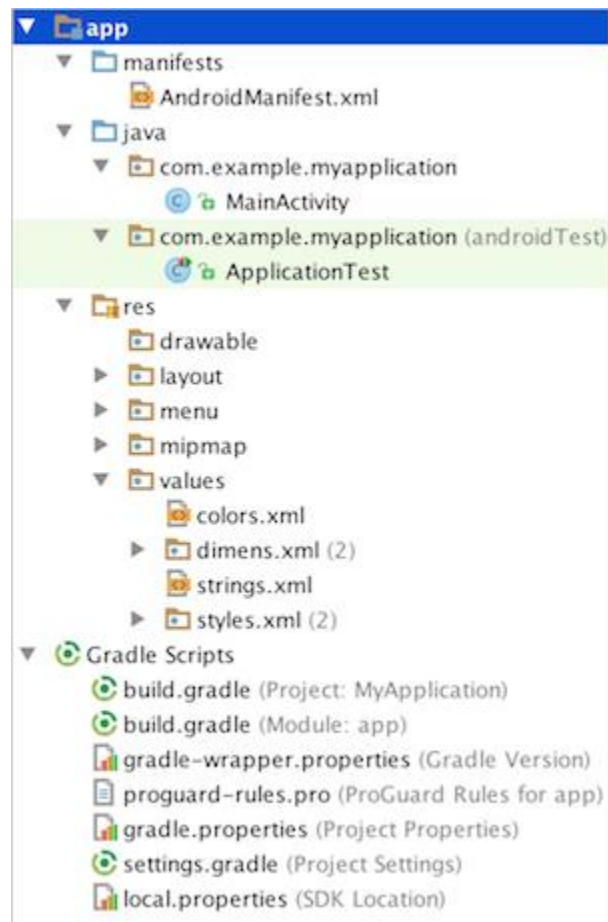 app
manifests
AndroidManifest.xml
java
com.example.myapplication
MainActivity
com.example.myapplication (androidTest)
ApplicationTest
res
drawable
layout
menu
mipmap
values
colors.xml
dimens.xml (2)
strings.xml
styles.xml (2)
Gradle Scripts
build.gradle (Project: MyApplication)
build.gradle (Module: app)
gradle-wrapper.properties (Gradle Version)
proguard-rules.pro (ProGuard Rules for app)
gradle.properties (Project Properties)
settings.gradle (Project Settings)
local.properties (SDK Location)